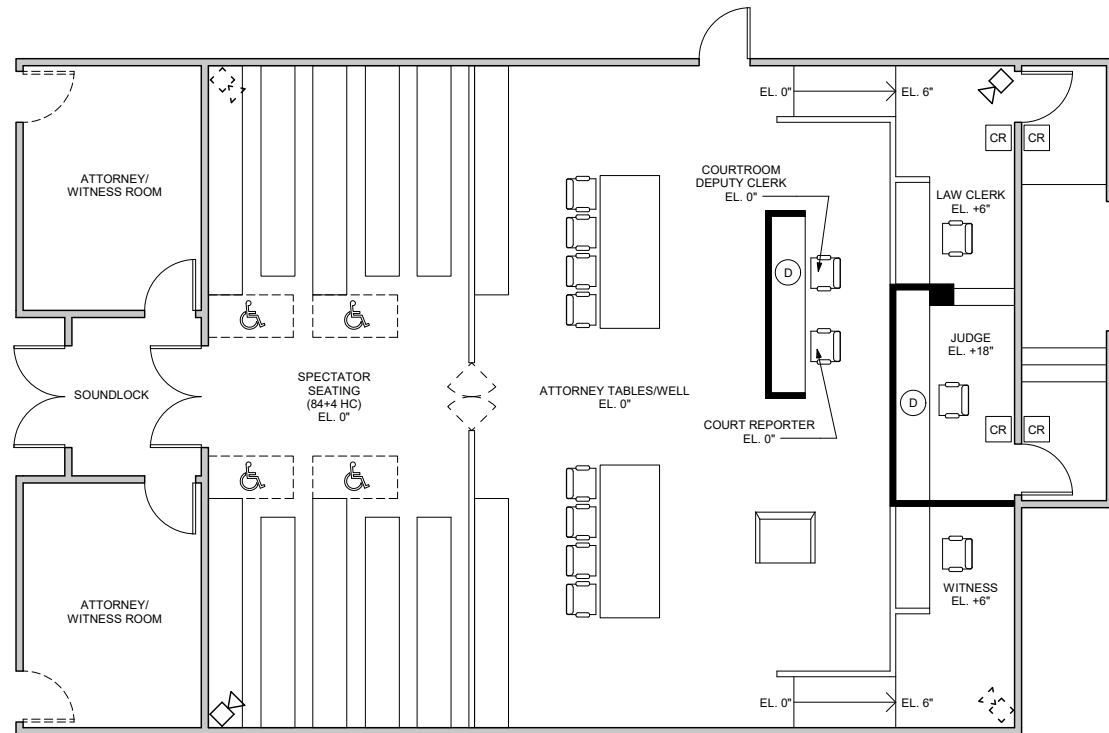 EL. 0"
EL. 6"
CR
CR
ATTORNEY/
WITNESS ROOM
COURTROOM
DEPUTY CLERK
EL. 0"
LAW CLERK
EL. +6"
D
JUDGE
EL. +18"
SOUNDLOCK
SPECTATOR
SEATING
(84+4 HC)
EL. 0"
ATTORNEY TABLES/WELL
EL. 0"
D
COURT REPORTER
EL. 0"
CR
CR
WITNESS
EL. +6"
ATTORNEY/
WITNESS ROOM
EL. 0"
EL. 6"